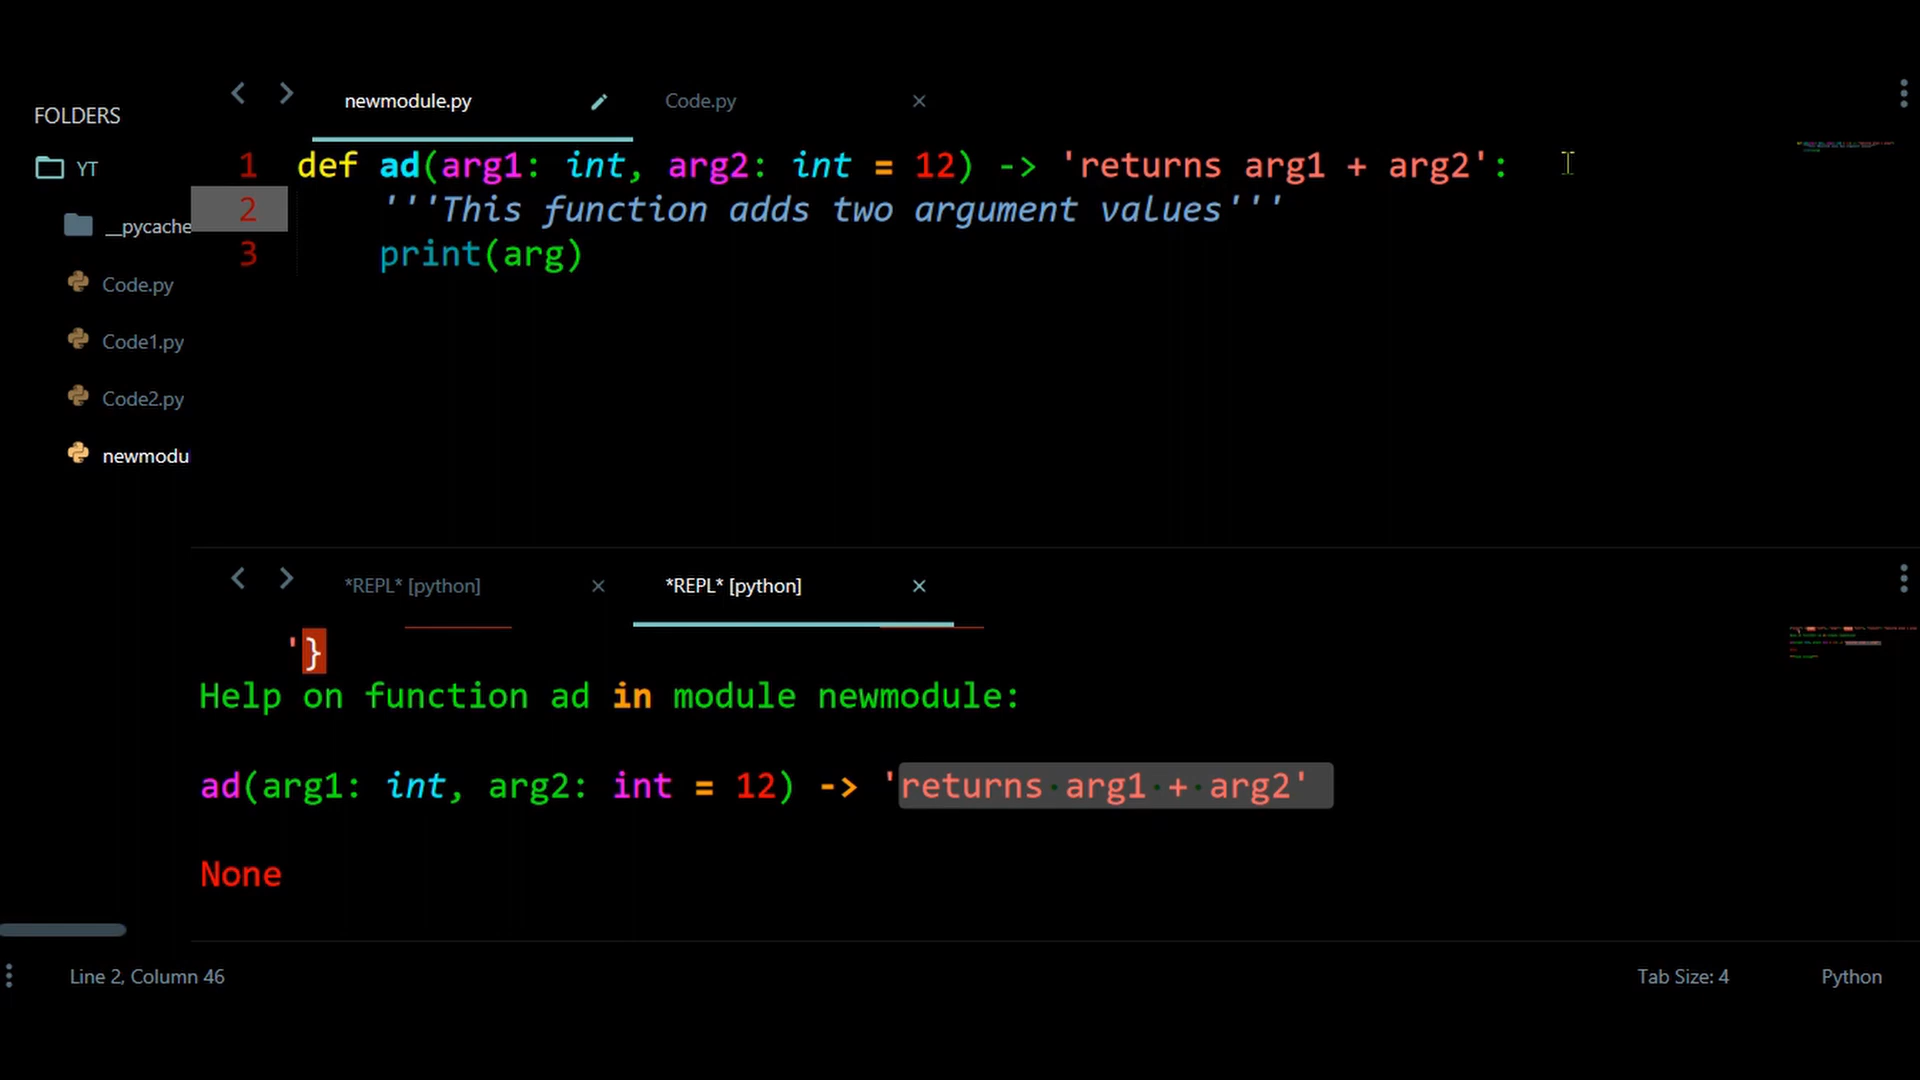 FOLDERS
YT
__pycache
Code.py
Code1.py
Code2.py
newmodu
newmodule.py
Code.py
1 def ad(arg1: int, arg2: int = 12) -> 'returns arg1 + arg2':
2 '''This function adds two argument values'''
3 print(arg)
*REPL* [python]
*REPL* [python]
'}
Help on function ad in module newmodule:
ad(arg1: int, arg2: int = 12) -> 'returns arg1 + arg2'
None
Line 2, Column 46
Tab Size: 4
Python